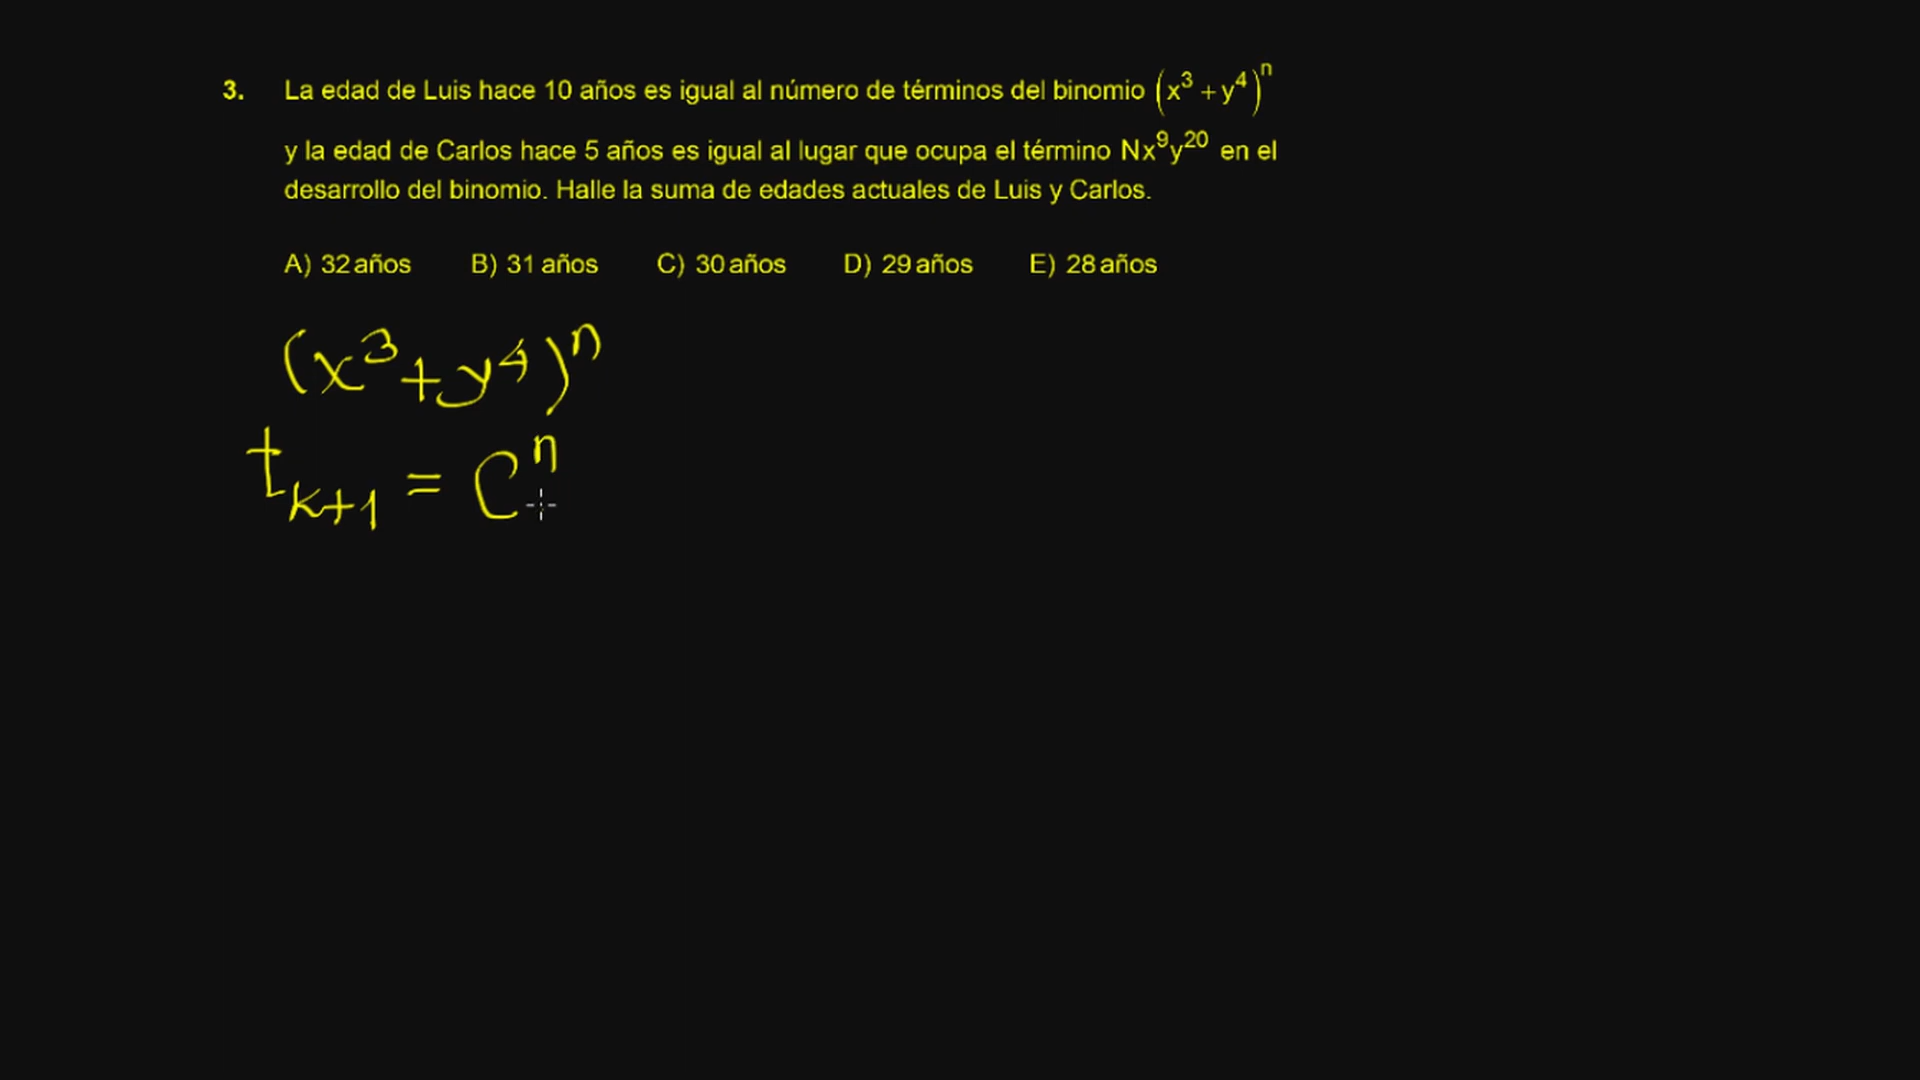 3. La edad de Luis hace 10 años es igual al número de términos del binomio (x³ + y⁴)ⁿ
y la edad de Carlos hace 5 años es igual al lugar que ocupa el término Nx⁹y²⁰ en el
desarrollo del binomio. Halle la suma de edades actuales de Luis y Carlos.
A) 32 años B) 31 años C) 30 años D) 29 años E) 28 años
(x³+y⁴)ⁿ
t_{k+1} = Cⁿ